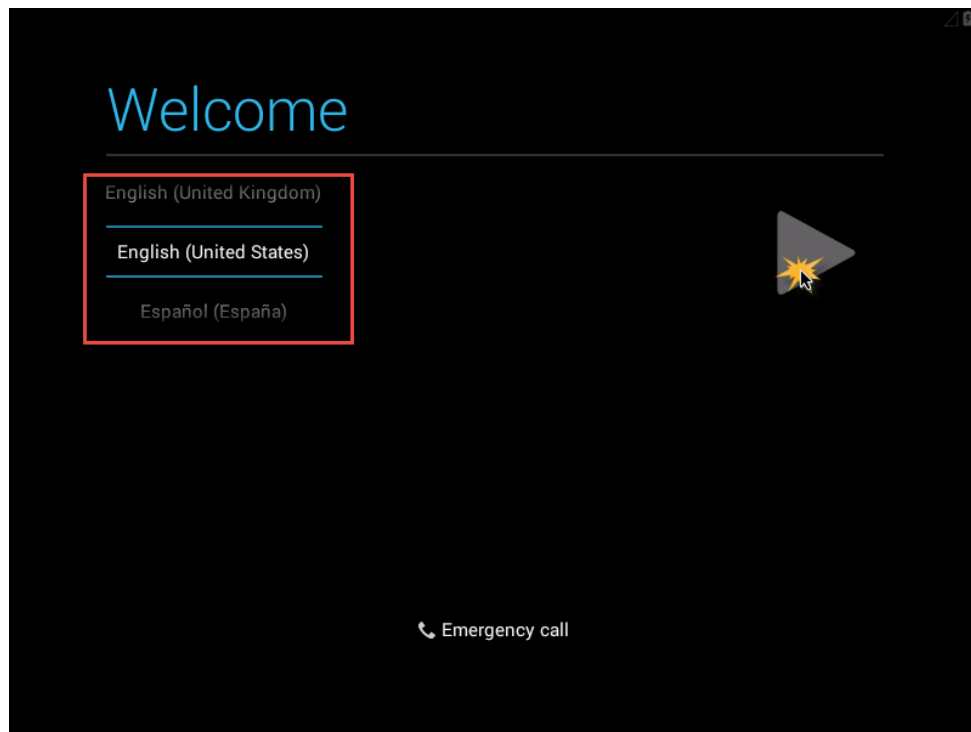 Welcome
English (United Kingdom)
English (United States)
Español (España)
Emergency call